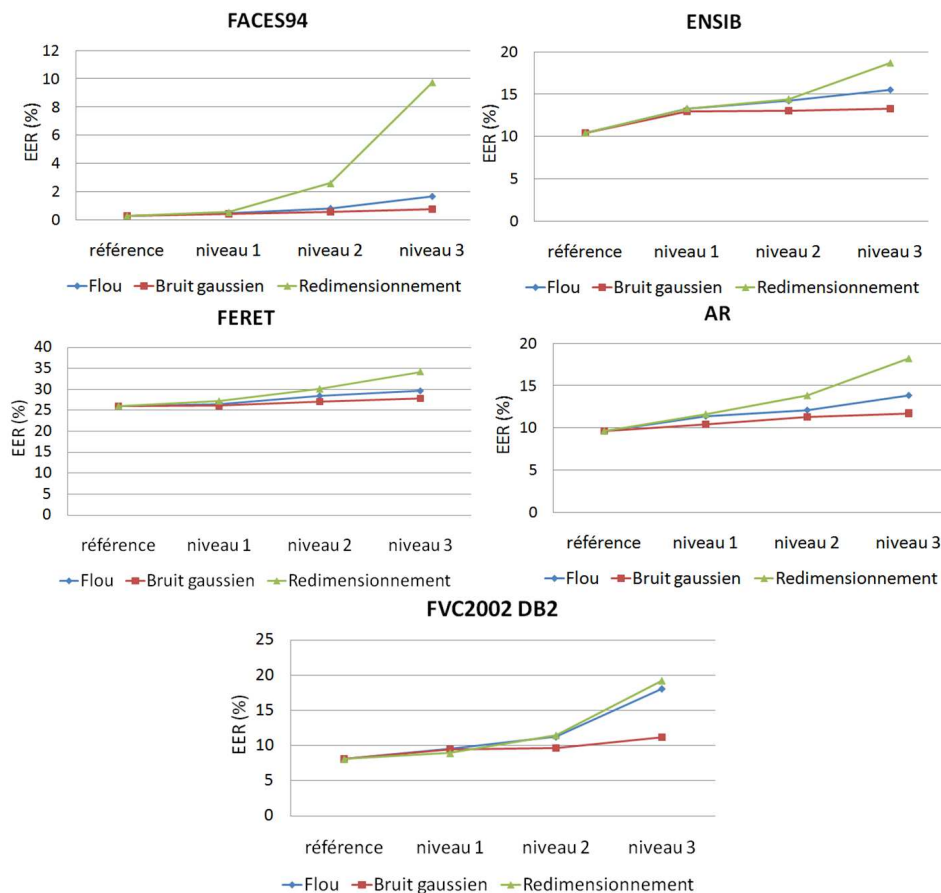 FACES94
EER (%)
12
10
8
6
4
2
0
référence niveau 1 niveau 2 niveau 3
Flou Bruit gaussien Redimensionnement
ENSIB
EER (%)
20
15
10
5
0
référence niveau 1 niveau 2 niveau 3
Flou Bruit gaussien Redimensionnement
FERET
EER (%)
40
35
30
25
20
15
10
5
0
référence niveau 1 niveau 2 niveau 3
Flou Bruit gaussien Redimensionnement
AR
EER (%)
20
15
10
5
0
référence niveau 1 niveau 2 niveau 3
Flou Bruit gaussien Redimensionnement
FVC2002 DB2
EER (%)
25
20
15
10
5
0
référence niveau 1 niveau 2 niveau 3
Flou Bruit gaussien Redimensionnement